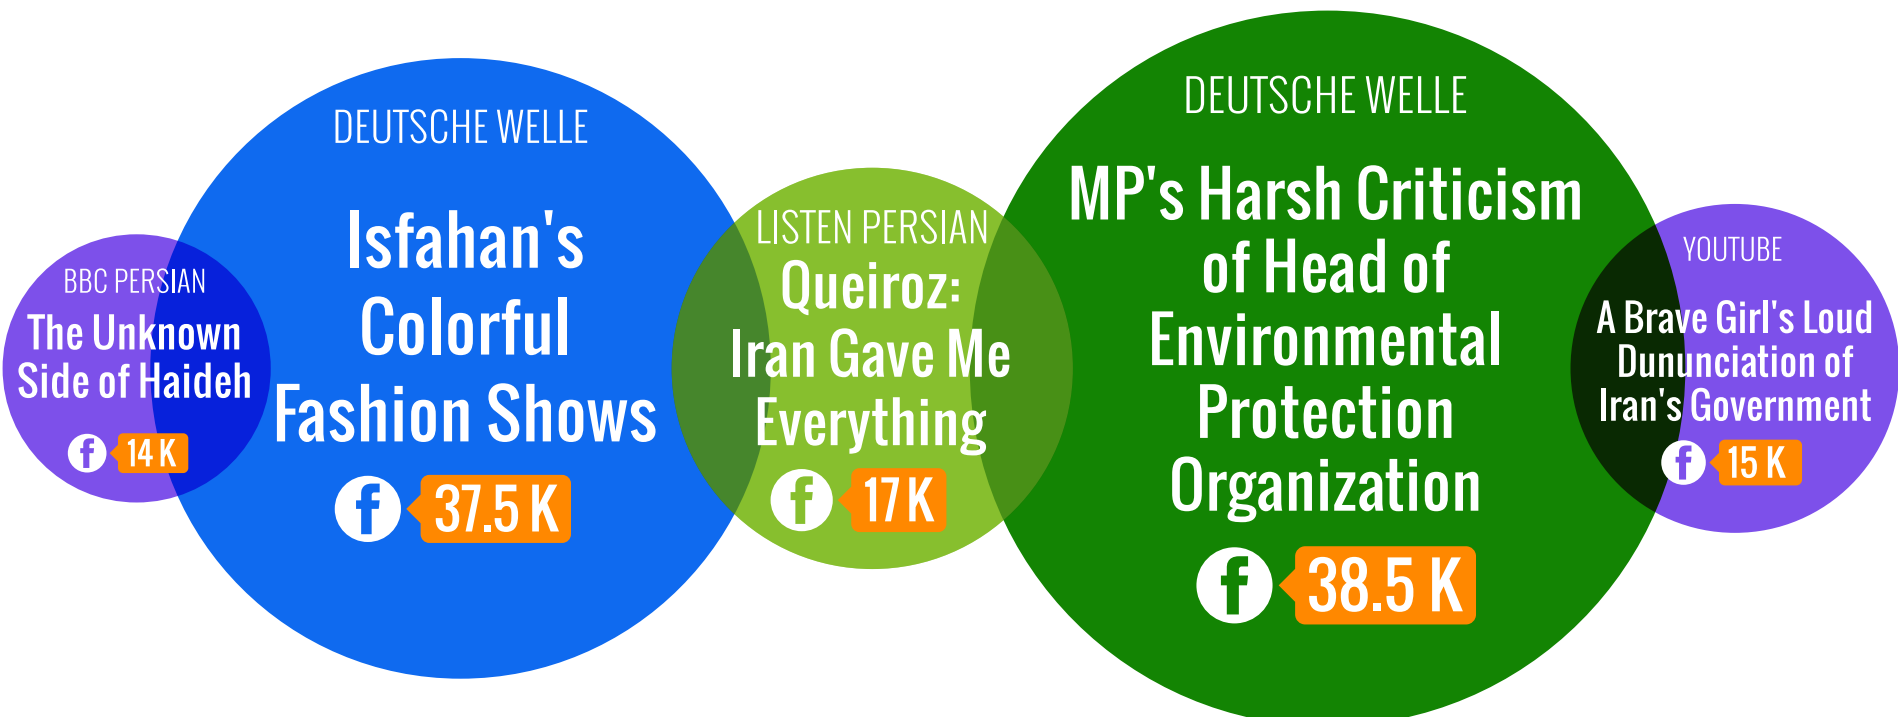 BBC PERSIAN
The Unknown
Side of Haideh
f 14 K
DEUTSCHE WELLE
Isfahan's
Colorful
Fashion Shows
f 37.5 K
LISTEN PERSIAN
Queiroz:
Iran Gave Me
Everything
f 17 K
DEUTSCHE WELLE
MP's Harsh Criticism
of Head of
Environmental
Protection
Organization
f 38.5 K
YOUTUBE
A Brave Girl's Loud
Dununciation of
Iran's Government
f 15 K